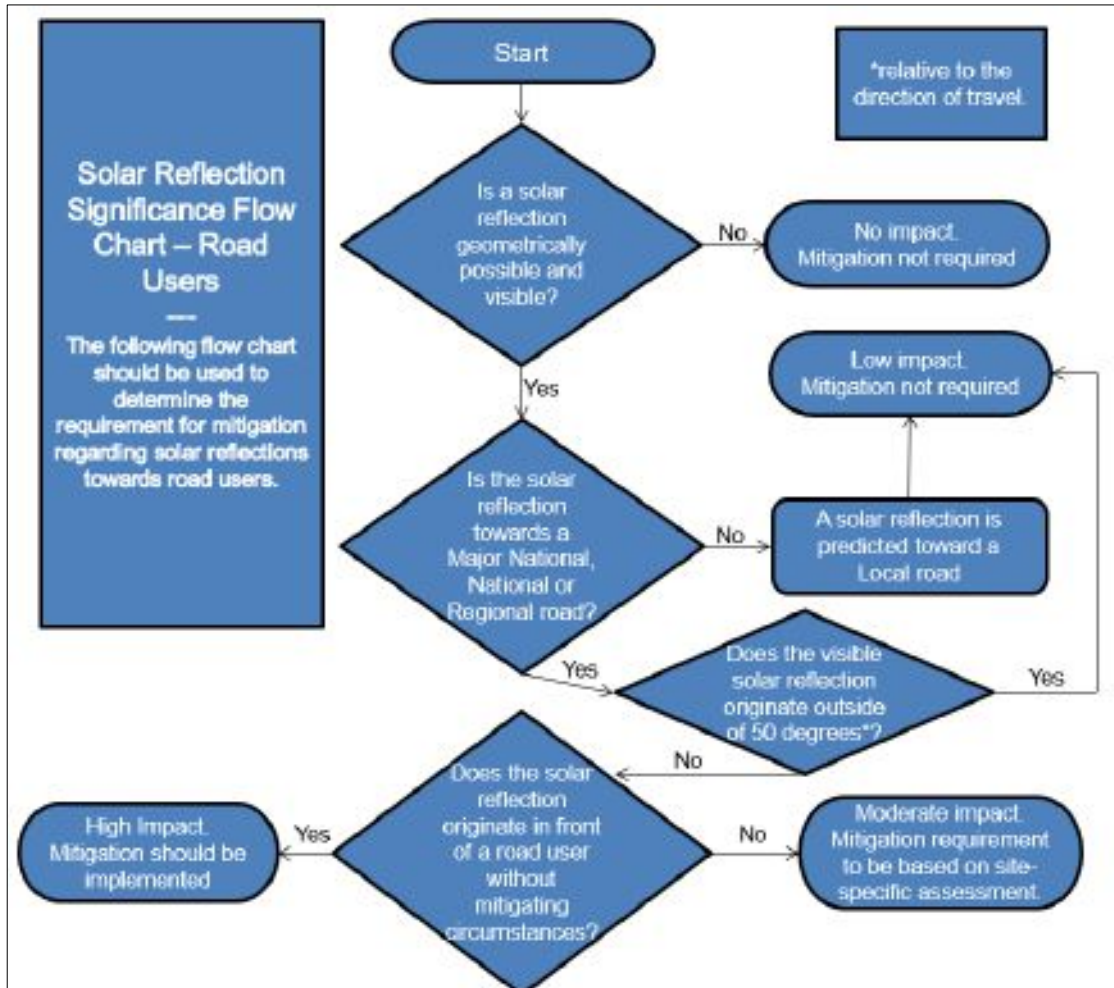 Solar Reflection
Significance Flow
Chart – Road
Users
---
The following flow chart
should be used to
determine the
requirement for mitigation
regarding solar reflections
towards road users.
Start
*relative to the
direction of travel.
Is a solar
reflection
geometrically
possible and
visible?
No
No impact.
Mitigation not required
Yes
Low impact.
Mitigation not required
Is the solar
reflection
towards a
Major National,
National or
Regional road?
No
A solar reflection is
predicted toward a
Local road
Yes
Does the visible
solar reflection
originate outside
of 50 degrees*?
Yes
No
Does the solar
reflection
originate in front
of a road user
without
mitigating
circumstances?
Yes
High Impact.
Mitigation should be
implemented
No
Moderate impact.
Mitigation requirement
to be based on site-
specific assessment.